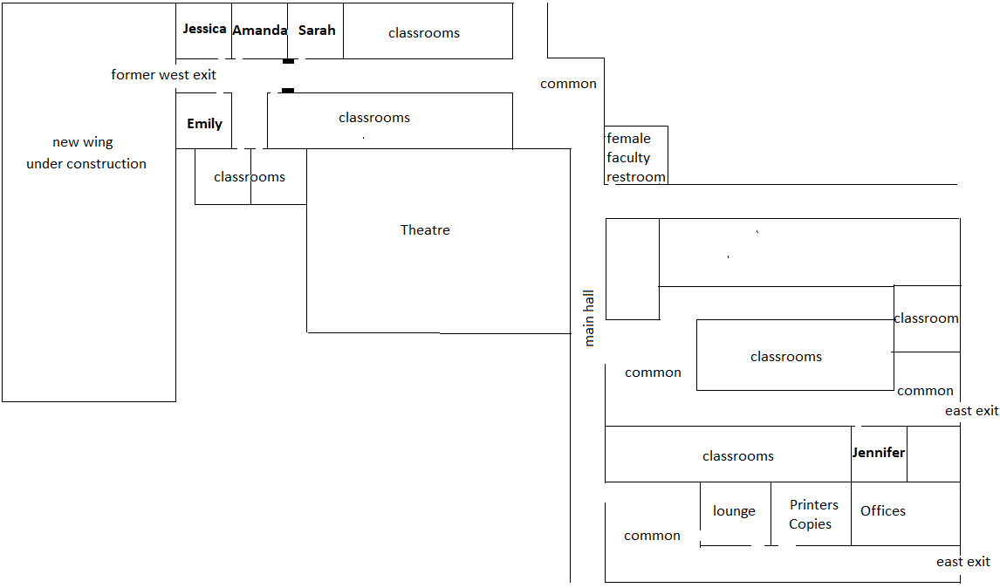 Jessica Amanda Sarah classrooms
former west exit
common
Emily
classrooms
new wing
under construction
female
faculty
restroom
classrooms
Theatre
main hall
classroom
classrooms
common
common
east exit
classrooms
Jennifer
lounge
Printers
Copies
Offices
common
east exit